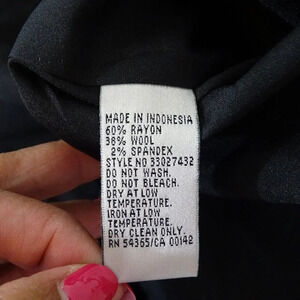 MADE IN INDONESIA
60% RAYON
38% WOOL
2% SPANDEX
STYLE NO 33027432
DO NOT WASH.
DO NOT BLEACH.
DRY AT LOW
TEMPERATURE.
IRON AT LOW
TEMPERATURE.
DRY CLEAN ONLY.
RN 54365/CA 00142